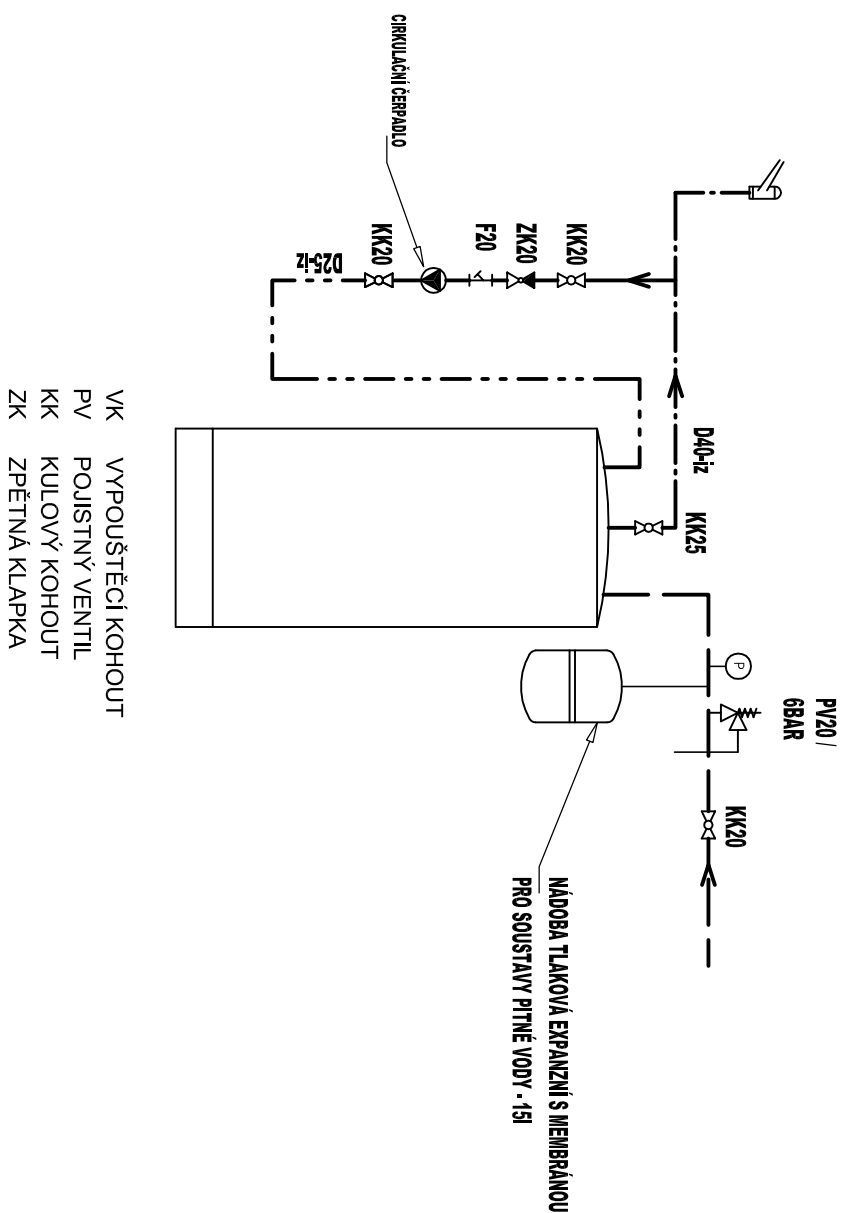 CIRKULAČNÍ ČERPADLO
KK20
ZK20
F20
KK20
D25-iz
D40-iz
KK25
P
PV20 /
6BAR
KK20
NÁDOBA TLAKOVÁ EXPANZNÍ S MEMBRÁNOU
PRO SOUSTAVY PITNÉ VODY - 15l
VK VYPOUŠTĚCÍ KOHOUT
PV POJISTNÝ VENTIL
KK KULOVÝ KOHOUT
ZK ZPĚTNÁ KLAPKA